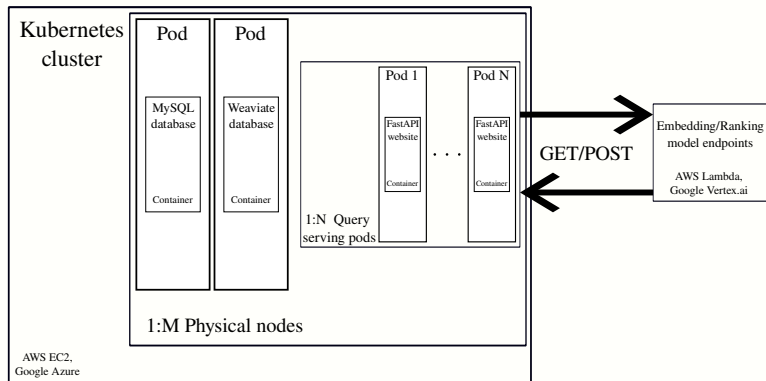 Kubernetes
cluster
Pod
MySQL
database
Container
Pod
Weaviate
database
Container
Pod 1
FastAPI
website
Container
. . .
Pod N
FastAPI
website
Container
1:N Query
serving pods
1:M Physical nodes
AWS EC2,
Google Azure
GET/POST
Embedding/Ranking
model endpoints
AWS Lambda,
Google Vertex.ai